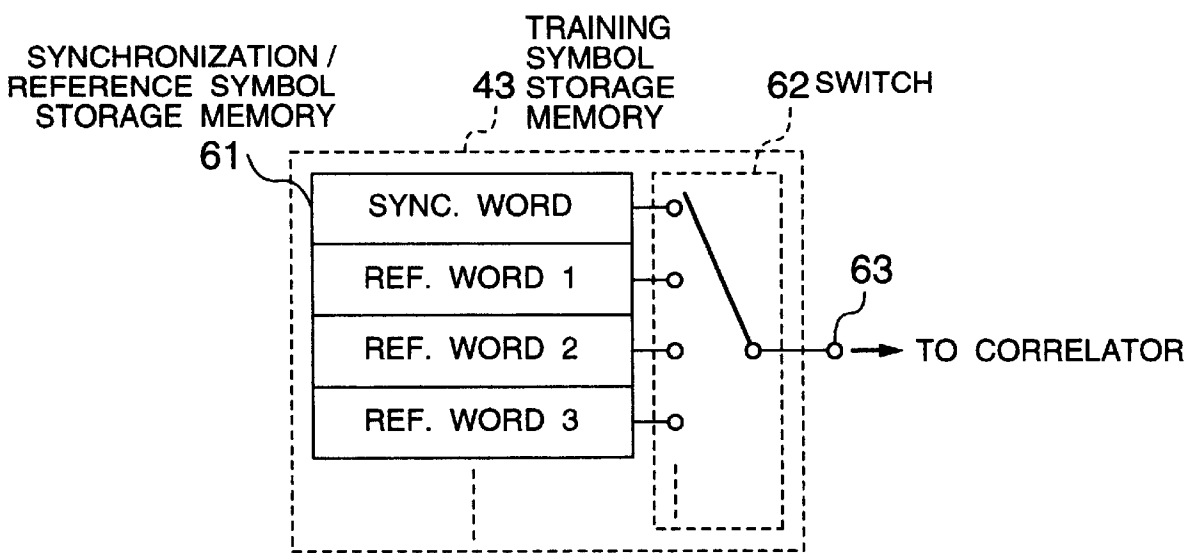 SYNCHRONIZATION /
REFERENCE SYMBOL
STORAGE MEMORY
61
43
TRAINING
SYMBOL
STORAGE
MEMORY
62 SWITCH
SYNC. WORD
REF. WORD 1
REF. WORD 2
REF. WORD 3
63
TO CORRELATOR